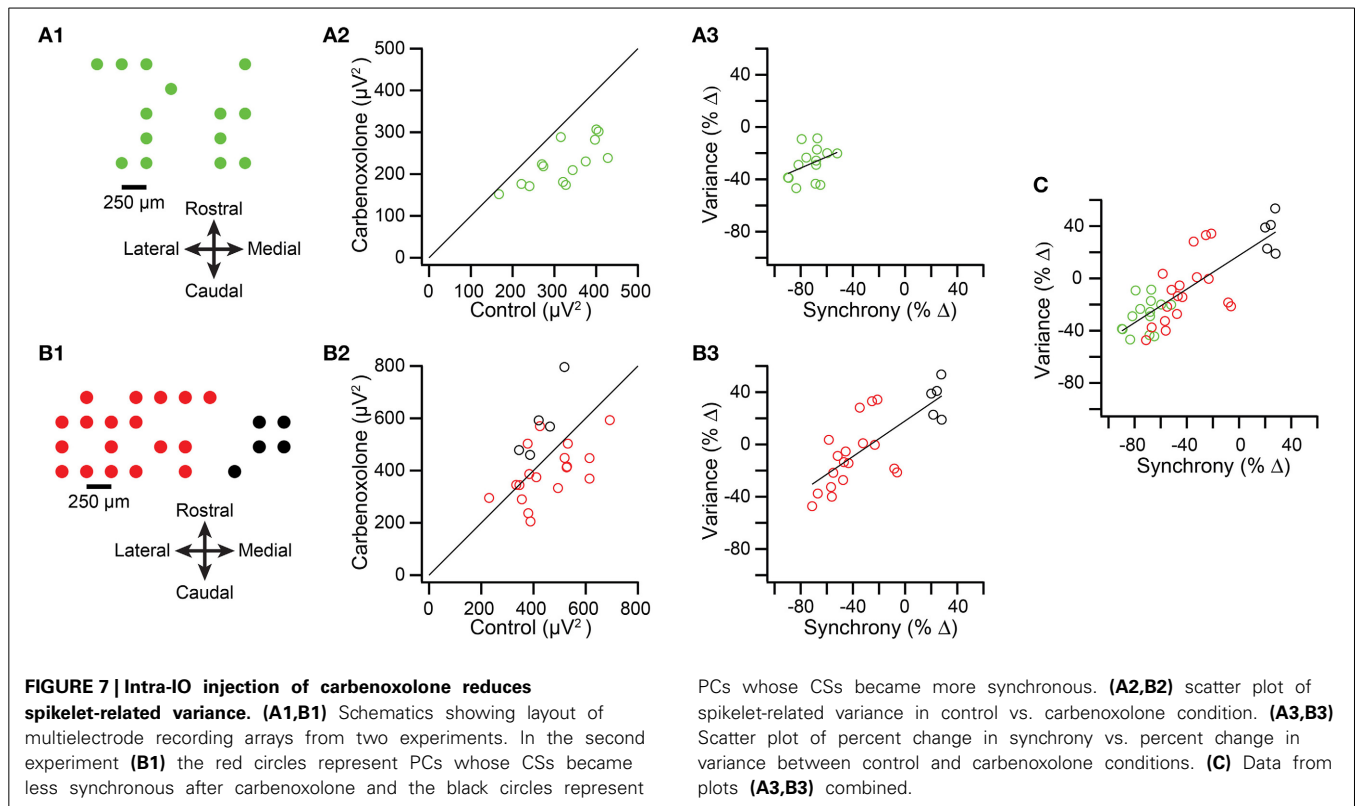 A1
250 µm
Rostral
Lateral
Medial
Caudal
A2
Carbenoxolone (µV²)
500
400
300
200
100
0
0 100 200 300 400 500
Control (µV²)
A3
Variance (% Δ)
40
0
-40
-80
-80 -40 0 40
Synchrony (% Δ)
B1
250 µm
Rostral
Lateral
Medial
Caudal
B2
Carbenoxolone (µV²)
800
600
400
200
0
0 200 400 600 800
Control (µV²)
B3
Variance (% Δ)
40
0
-40
-80
-80 -40 0 40
Synchrony (% Δ)
C
Variance (% Δ)
40
0
-40
-80
-80 -40 0 40
Synchrony (% Δ)
FIGURE 7 | Intra-IO injection of carbenoxolone reduces
spikelet-related variance. (A1,B1) Schematics showing layout of
multielectrode recording arrays from two experiments. In the second
experiment (B1) the red circles represent PCs whose CSs became
less synchronous after carbenoxolone and the black circles represent
PCs whose CSs became more synchronous. (A2,B2) scatter plot of
spikelet-related variance in control vs. carbenoxolone condition. (A3,B3)
Scatter plot of percent change in synchrony vs. percent change in
variance between control and carbenoxolone conditions. (C) Data from
plots (A3,B3) combined.